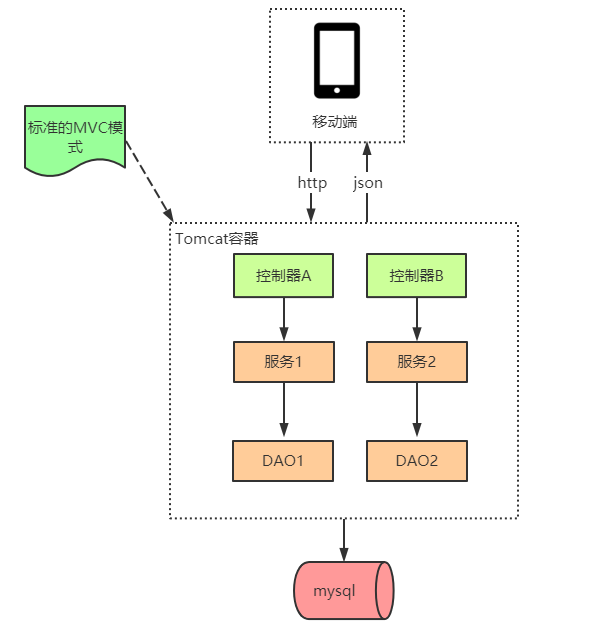 移动端
标准的MVC模
式
http
json
Tomcat容器
控制器A
控制器B
服务1
服务2
DAO1
DAO2
mysql